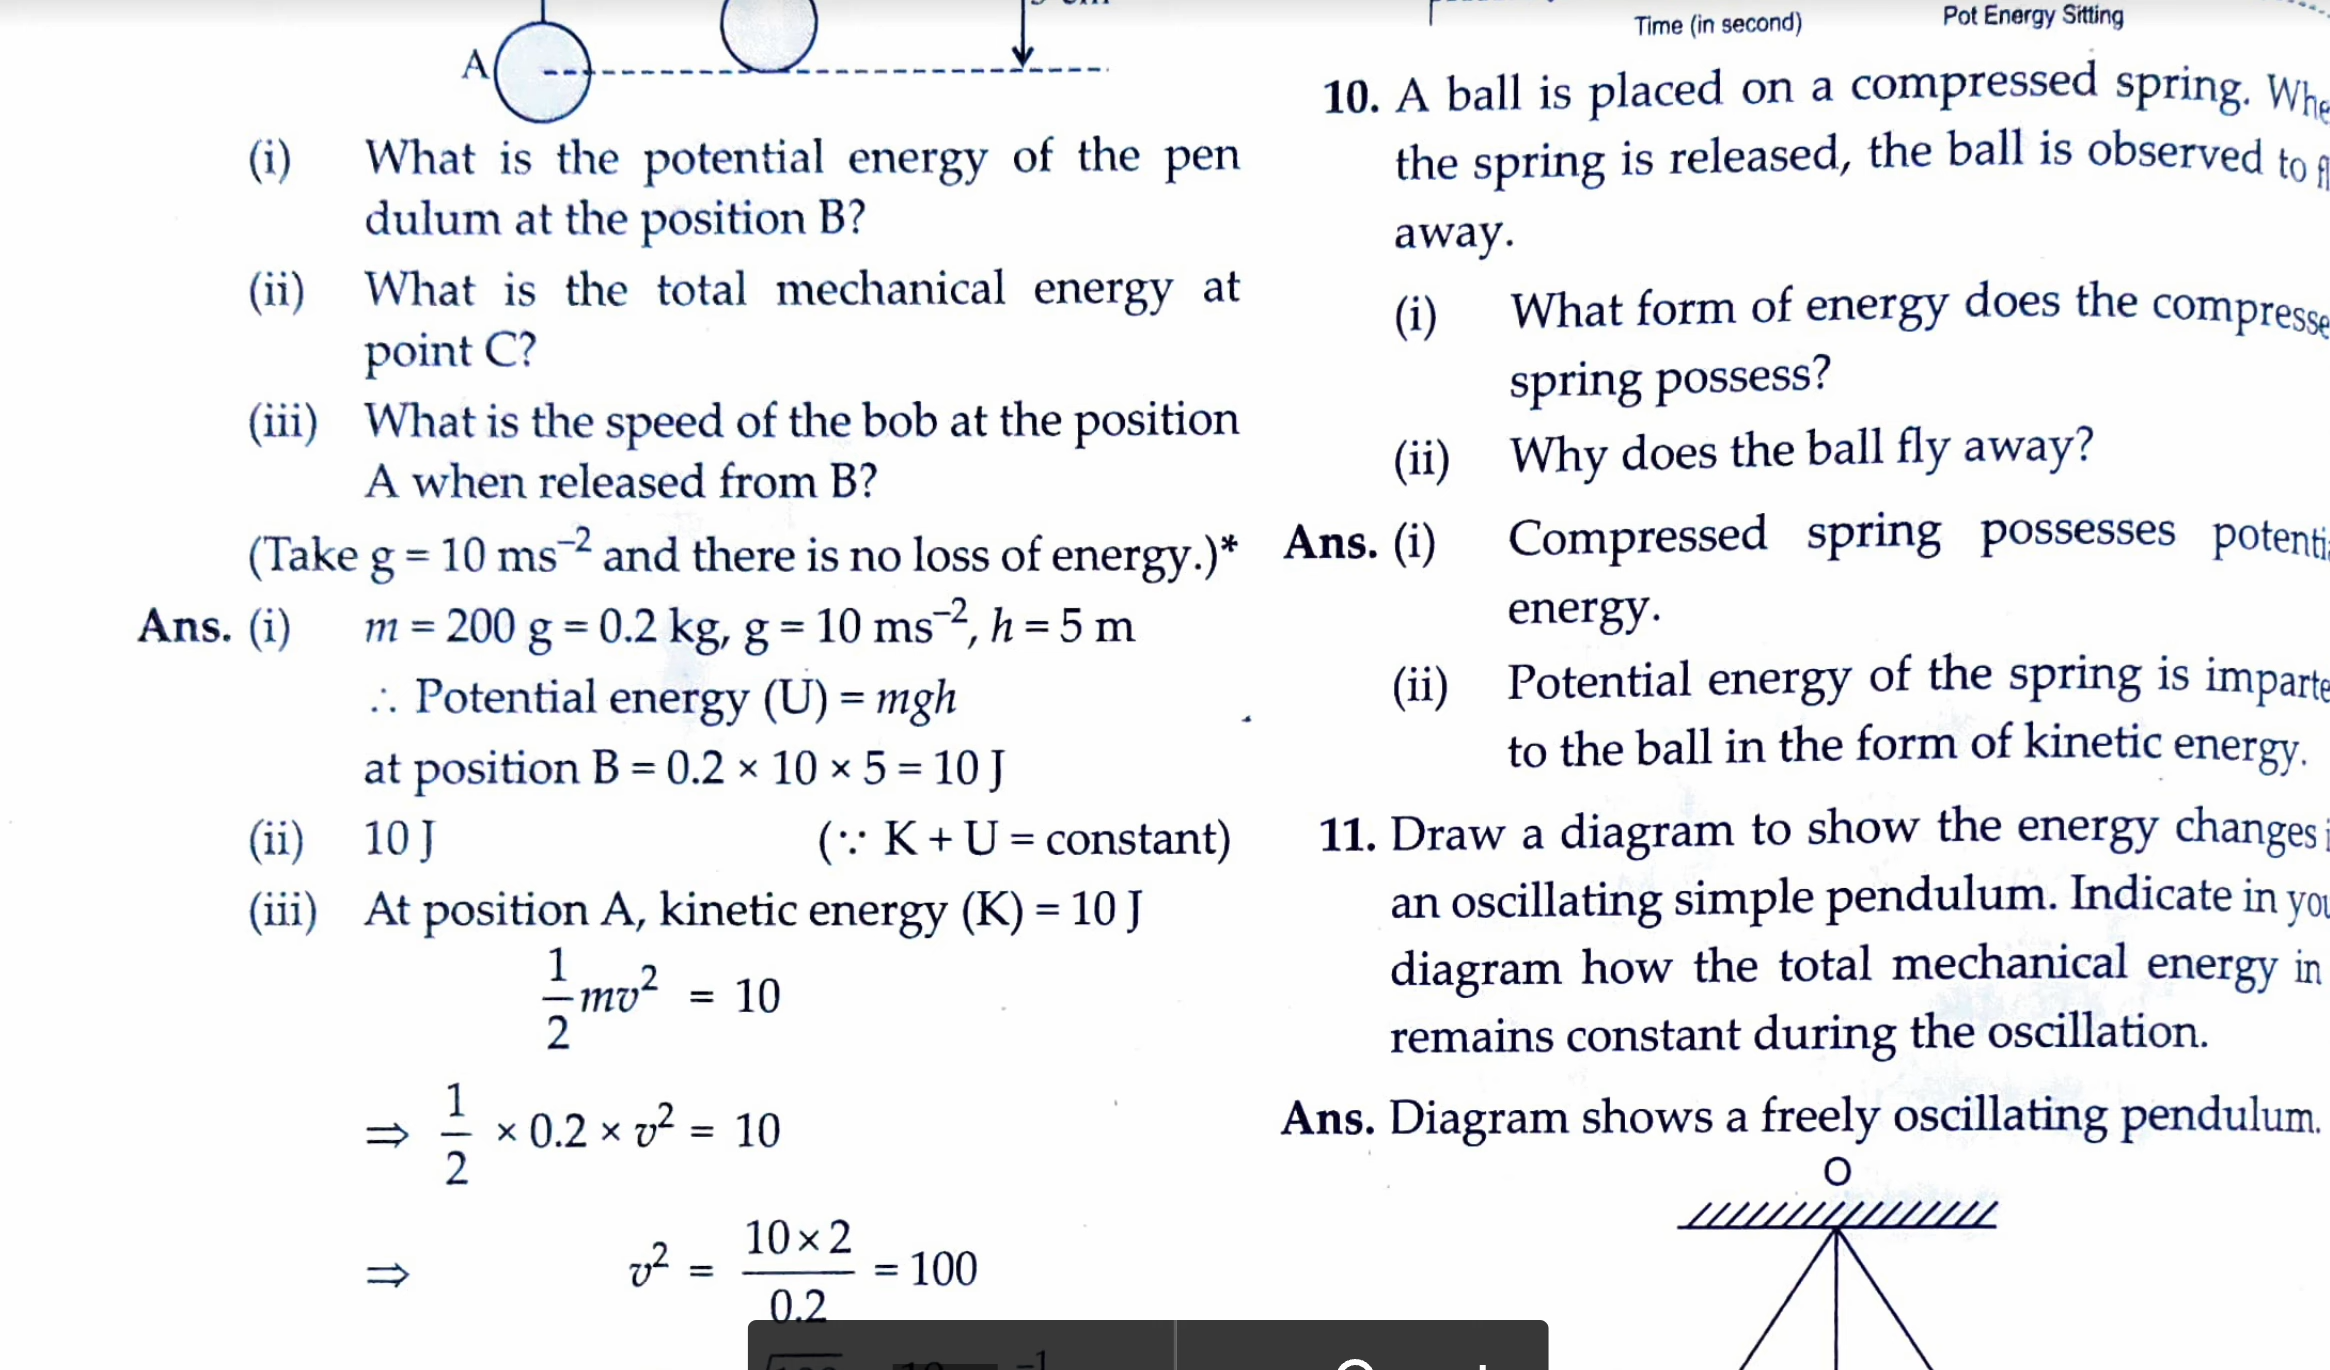 A
(i) What is the potential energy of the pen
dulum at the position B?
(ii) What is the total mechanical energy at
point C?
(iii) What is the speed of the bob at the position
A when released from B?
(Take g = 10 ms⁻² and there is no loss of energy.)*
Ans. (i) m = 200 g = 0.2 kg, g = 10 ms⁻², h = 5 m
∴ Potential energy (U) = mgh
at position B = 0.2 × 10 × 5 = 10 J
(ii) 10 J (∵ K + U = constant)
(iii) At position A, kinetic energy (K) = 10 J
1/2 mv² = 10
⇒ 1/2 × 0.2 × v² = 10
⇒ v² = 10×2/0.2 = 100
Time (in second) Pot Energy Sitting
10. A ball is placed on a compressed spring. Whe
the spring is released, the ball is observed to fl
away.
(i) What form of energy does the compresse
spring possess?
(ii) Why does the ball fly away?
Ans. (i) Compressed spring possesses potenti
energy.
(ii) Potential energy of the spring is imparte
to the ball in the form of kinetic energy.
11. Draw a diagram to show the energy changes i
an oscillating simple pendulum. Indicate in you
diagram how the total mechanical energy in
remains constant during the oscillation.
Ans. Diagram shows a freely oscillating pendulum.
O